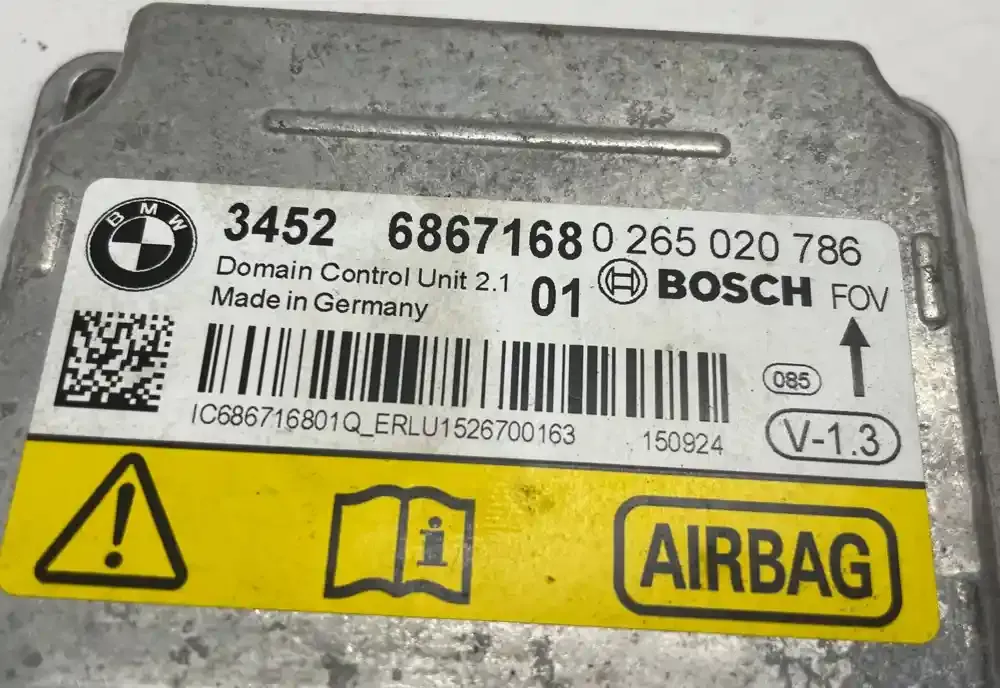 BMW
3452 6867168 0 265 020 786
Domain Control Unit 2.1
Made in Germany
01
BOSCH FOV
085
IC686716801Q_ERLU1526700163 150924
V-1.3
i
AIRBAG